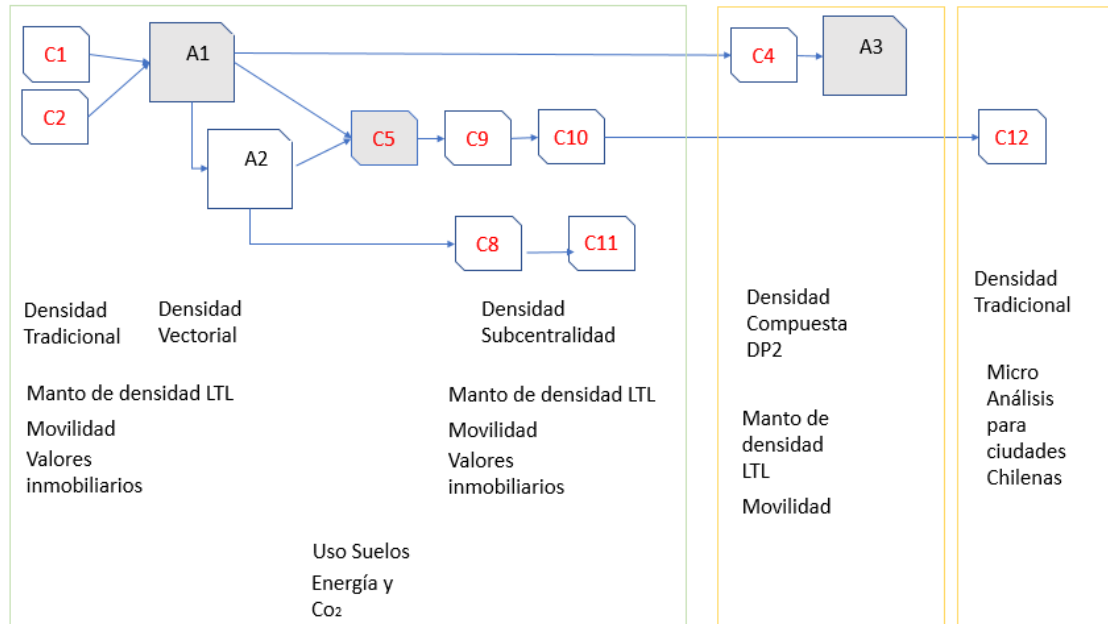 C1
A1
C4
A3
C2
C5
C9
C10
C12
A2
C8
C11
Densidad
Tradicional
Densidad
Vectorial
Densidad
Subcentralidad
Densidad
Compuesta
DP2
Densidad
Tradicional
Manto de densidad LTL
Movilidad
Valores
inmobiliarios
Manto de densidad LTL
Movilidad
Valores
inmobiliarios
Manto de
densidad
LTL
Movilidad
Micro
Análisis
para
ciudades
Chilenas
Uso Suelos
Energía y
Co2